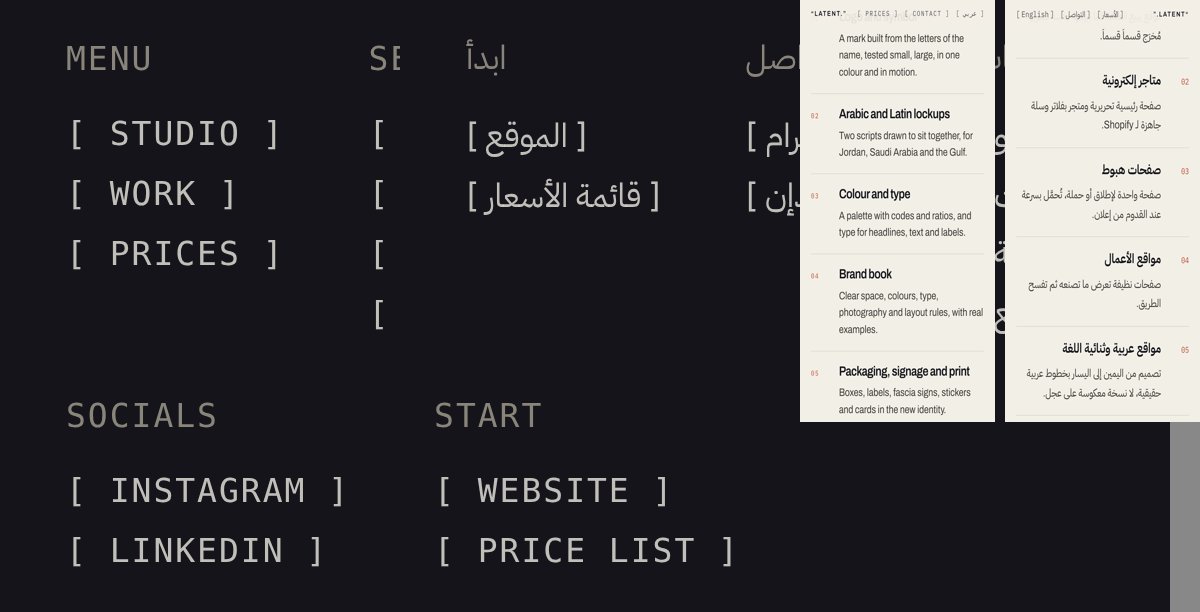 MENU
[ STUDIO ]
[ WORK ]
[ PRICES ]
[
[
[
[
ابدأ
[ الموقع ]
[ قائمة الأسعار ]
SOCIALS
[ INSTAGRAM ]
[ LINKEDIN ]
START
[ WEBSITE ]
[ PRICE LIST ]
"LATENT." [ PRICES ] [ CONTACT ] [ عربي ]
A mark built from the letters of the
name, tested small, large, in one
colour and in motion.
02 Arabic and Latin lockups
Two scripts drawn to sit together, for
Jordan, Saudi Arabia and the Gulf.
03 Colour and type
A palette with codes and ratios, and
type for headlines, text and labels.
04 Brand book
Clear space, colours, type,
photography and layout rules, with real
examples.
05 Packaging, signage and print
Boxes, labels, fascia signs, stickers
and cards in the new identity.
".LATENT" [الأسعار] [التواصل] [English]
مُخرَج قسماً قسماً.
02 متاجر إلكترونية
صفحة رئيسية تحريرية ومتجر بفلاتر وسلة
جاهزة لـ Shopify.
03 صفحات هبوط
صفحة واحدة لإطلاق أو حملة، تُحمَّل بسرعة
عند القدوم من إعلان.
04 مواقع الأعمال
صفحات نظيفة تعرض ما تصنعه ثم تفسح
الطريق.
05 مواقع عربية وثنائية اللغة
تصميم من اليمين إلى اليسار بخطوط عربية
حقيقية، لا نسخة معكوسة على عجل.